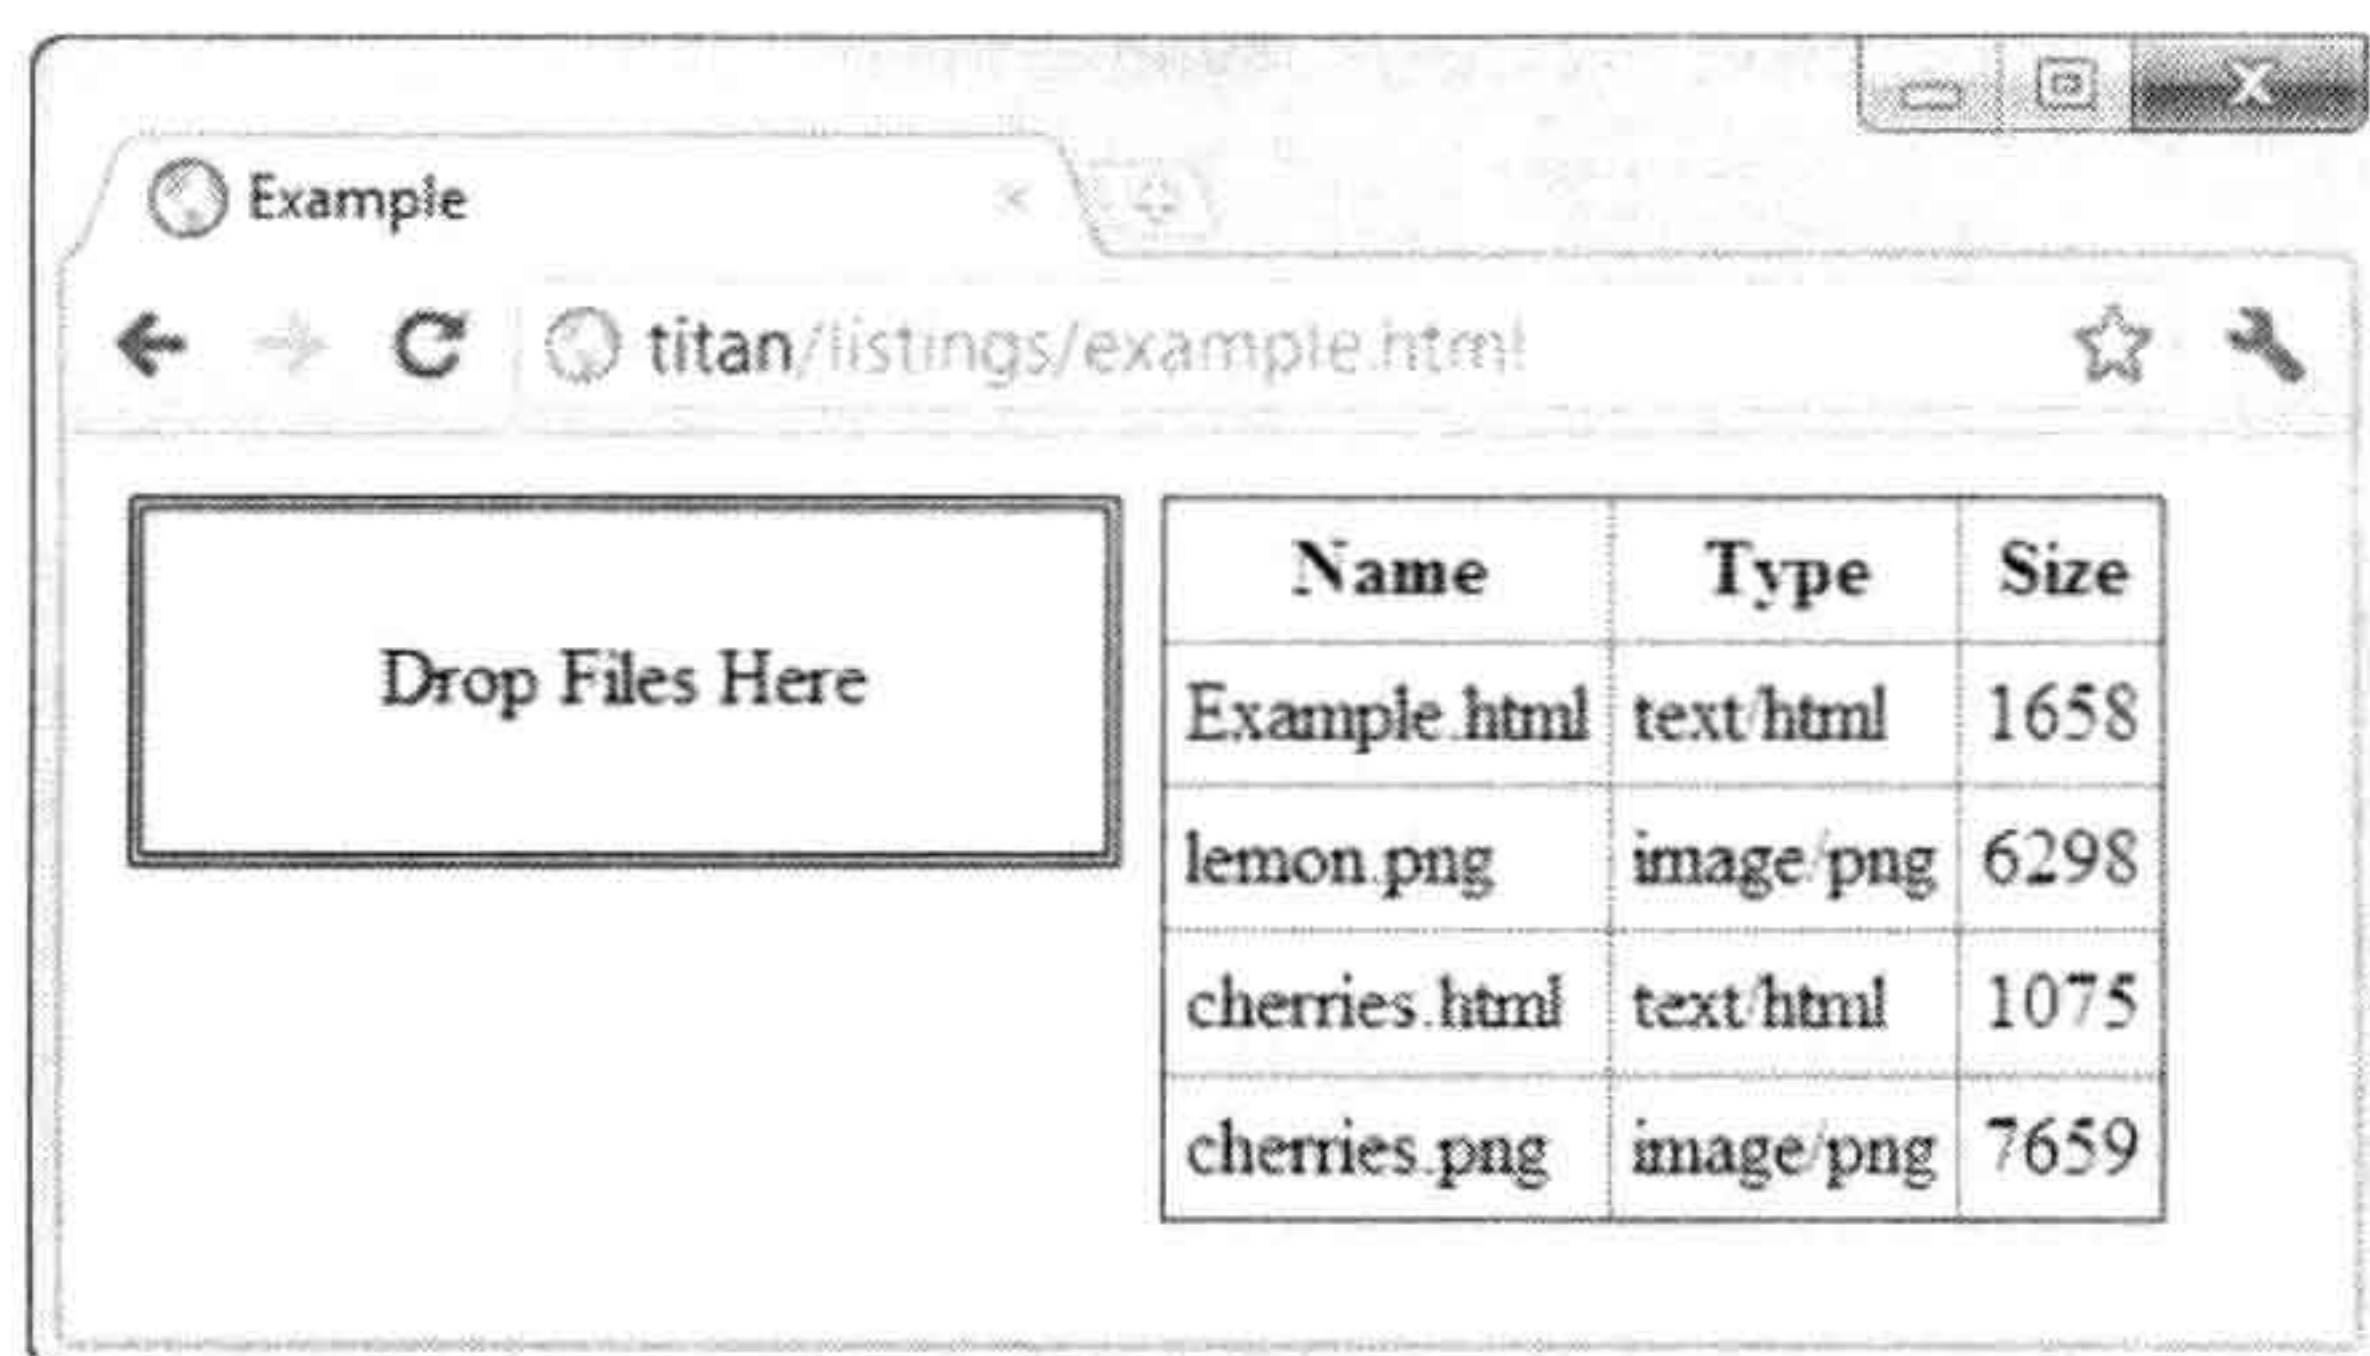 Example
titan/listings/example.html
Drop Files Here
Name Type Size
Example.html text/html 1658
lemon.png image/png 6298
cherries.html text/html 1075
cherries.png image/png 7659